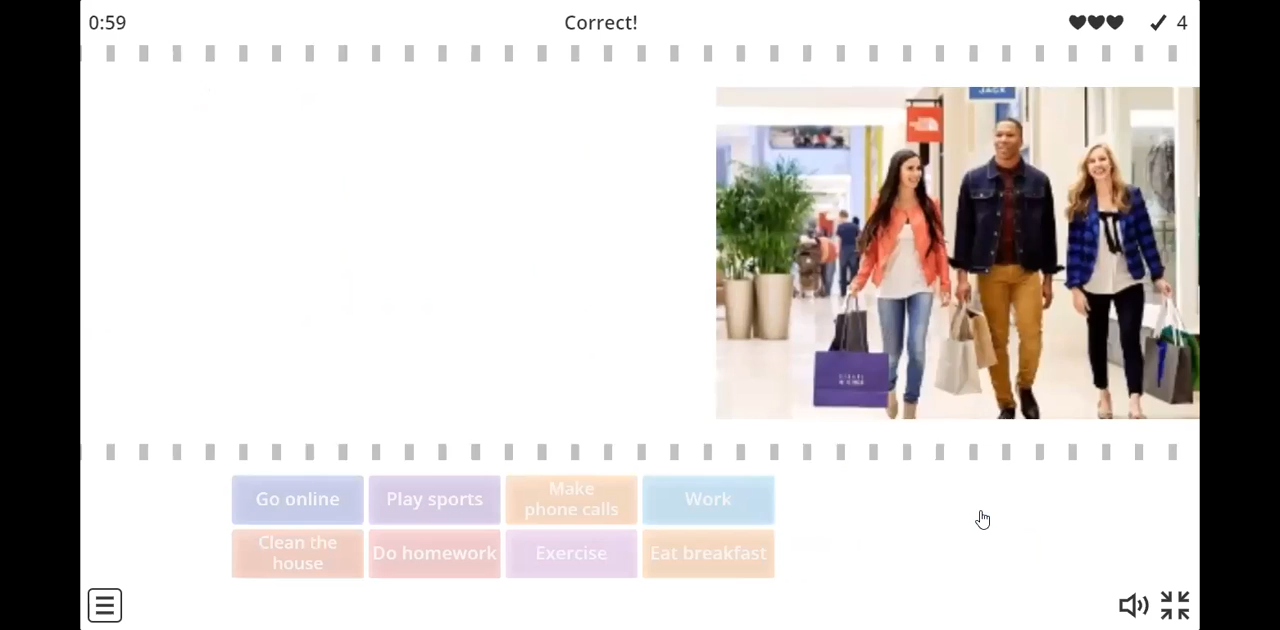 0:59
Correct!
4
JACK
Go online
Play sports
Make
phone calls
Work
Clean the
house
Do homework
Exercise
Eat breakfast